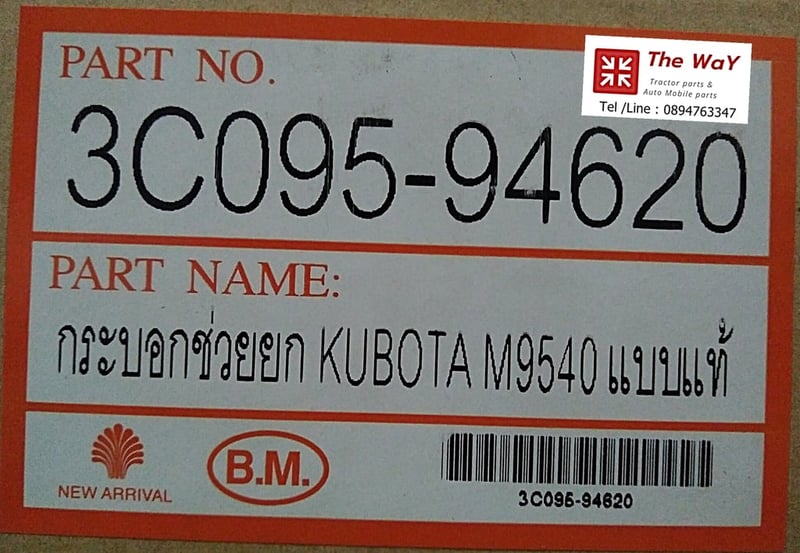 PART NO.
The WaY
Tractor parts &
Auto Mobile parts
Tel /Line : 0894763347
3C095-94620
PART NAME:
กระบอกช่วยยก KUBOTA M9540 แบบแท้
NEW ARRIVAL
B.M.
3C095-94620